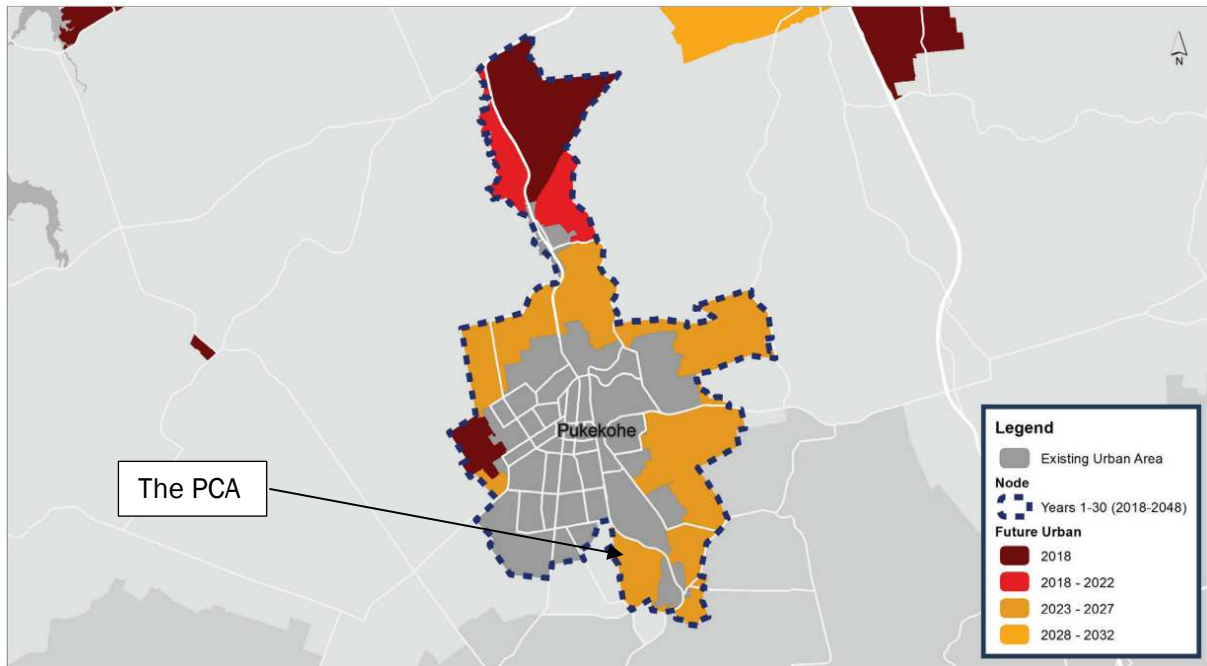 N
Pukekohe
The PCA
Legend
Existing Urban Area
Node
Years 1-30 (2018-2048)
Future Urban
2018
2018 - 2022
2023 - 2027
2028 - 2032